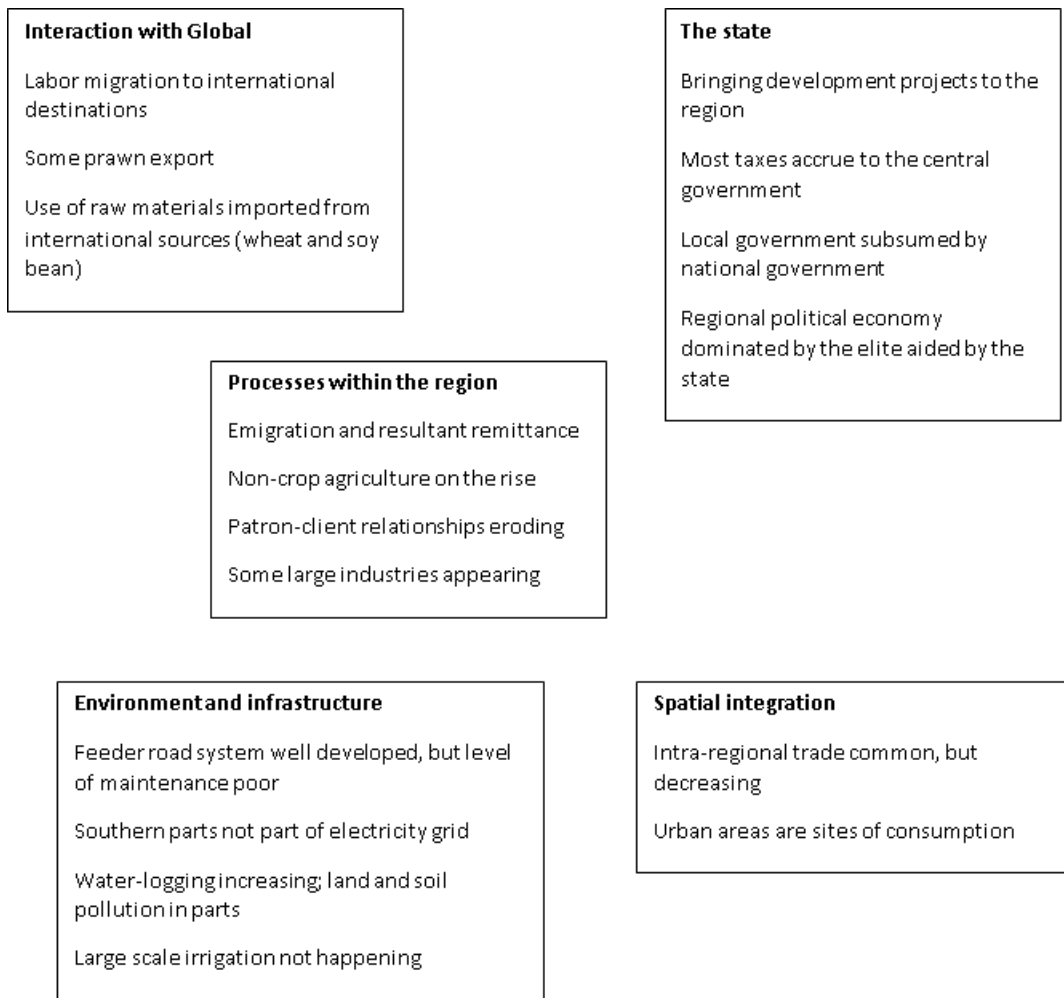 Interaction with Global
Labor migration to international
destinations
Some prawn export
Use of raw materials imported from
international sources (wheat and soy
bean)
The state
Bringing development projects to the
region
Most taxes accrue to the central
government
Local government subsumed by
national government
Regional political economy
dominated by the elite aided by the
state
Processes within the region
Emigration and resultant remittance
Non-crop agriculture on the rise
Patron-client relationships eroding
Some large industries appearing
Environment and infrastructure
Feeder road system well developed, but level
of maintenance poor
Southern parts not part of electricity grid
Water-logging increasing; land and soil
pollution in parts
Large scale irrigation not happening
Spatial integration
Intra-regional trade common, but
decreasing
Urban areas are sites of consumption